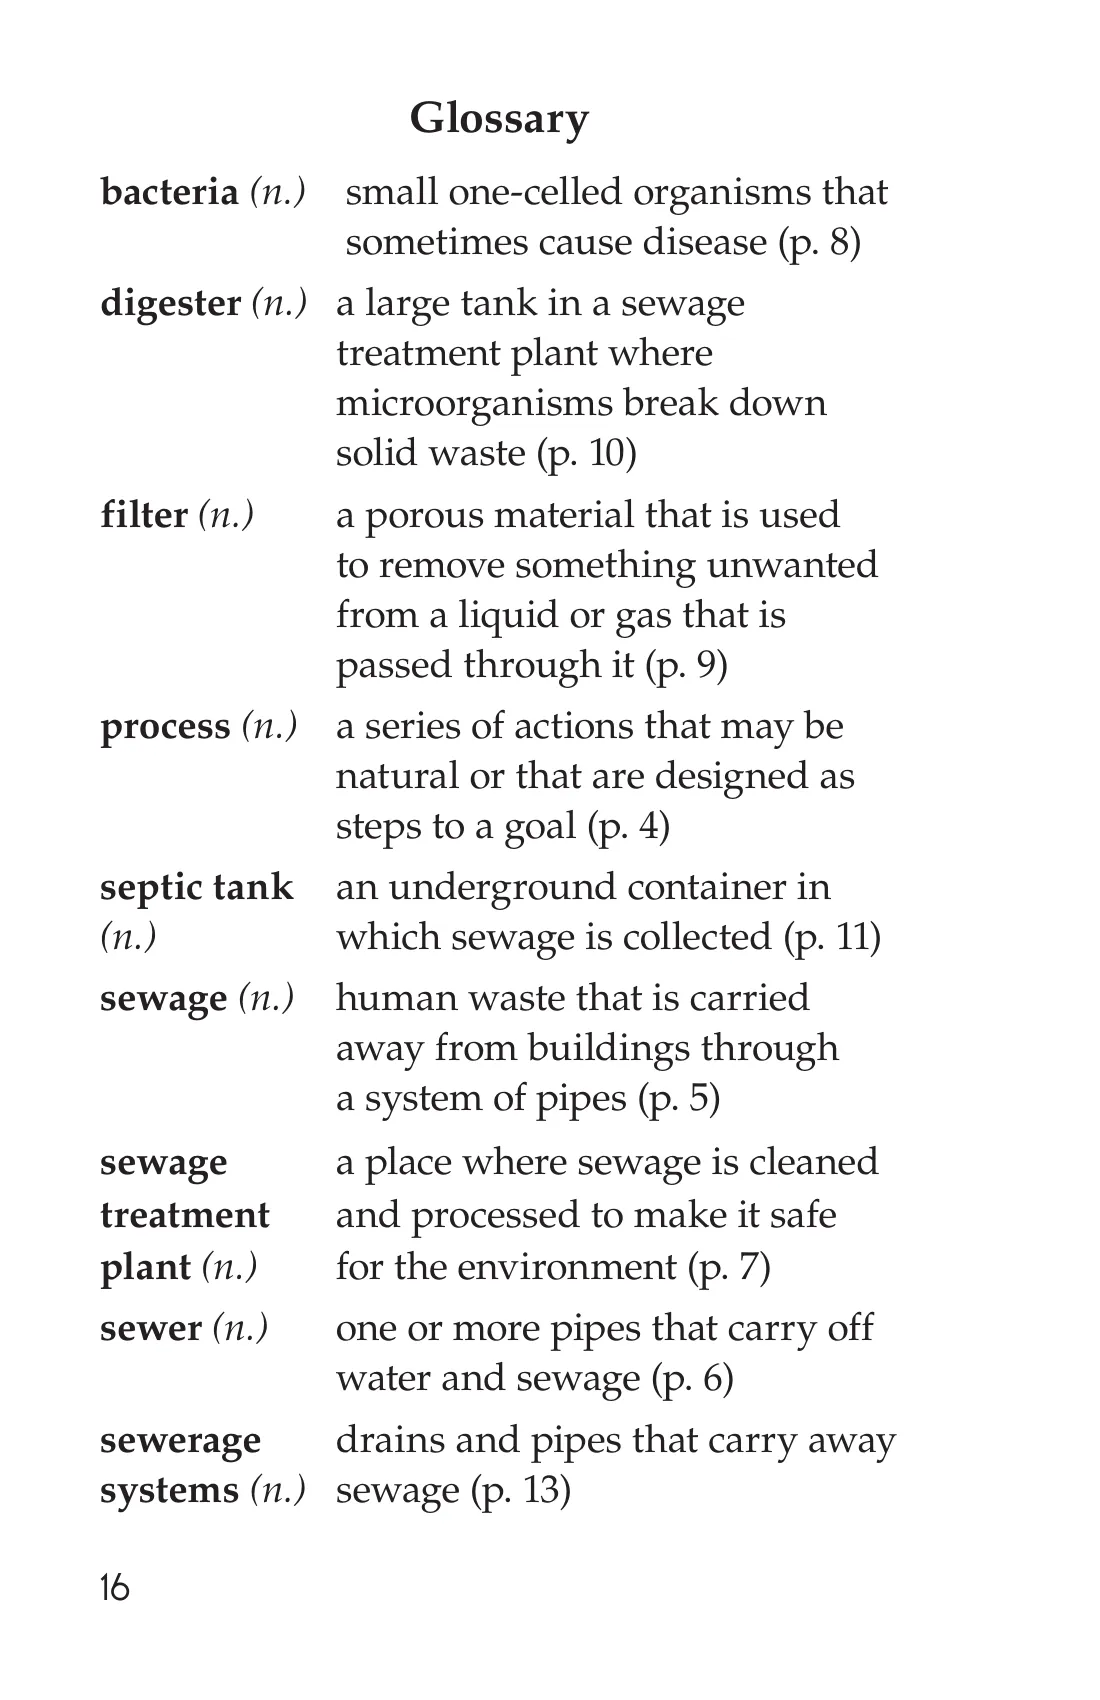 Glossary
bacteria (n.) small one-celled organisms that
sometimes cause disease (p. 8)
digester (n.) a large tank in a sewage
treatment plant where
microorganisms break down
solid waste (p. 10)
filter (n.) a porous material that is used
to remove something unwanted
from a liquid or gas that is
passed through it (p. 9)
process (n.) a series of actions that may be
natural or that are designed as
steps to a goal (p. 4)
septic tank an underground container in
(n.) which sewage is collected (p. 11)
sewage (n.) human waste that is carried
away from buildings through
a system of pipes (p. 5)
sewage a place where sewage is cleaned
treatment and processed to make it safe
plant (n.) for the environment (p. 7)
sewer (n.) one or more pipes that carry off
water and sewage (p. 6)
sewerage drains and pipes that carry away
systems (n.) sewage (p. 13)
16